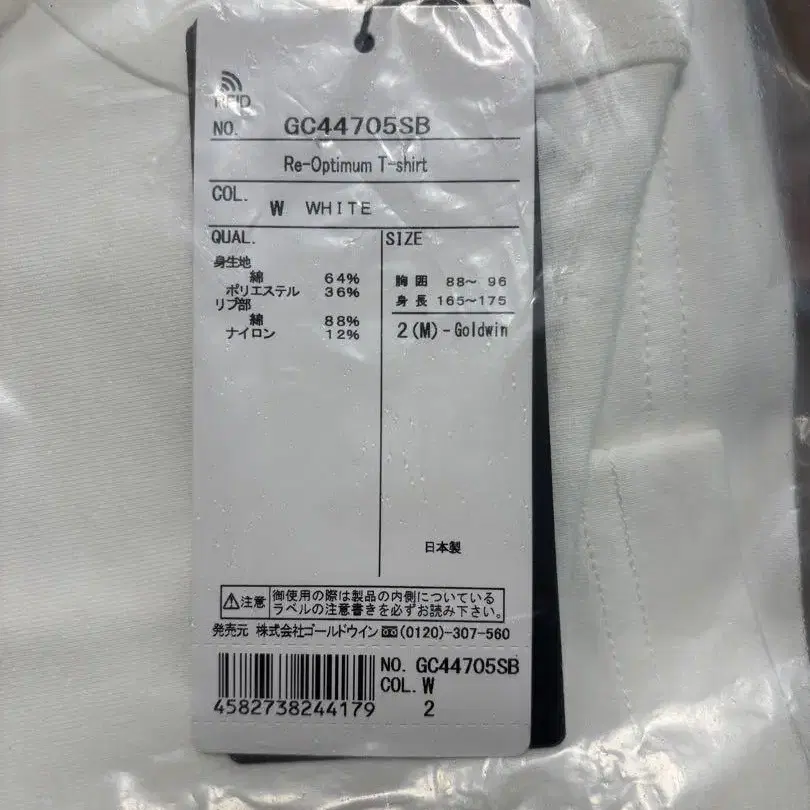 RFID
NO. GC44705SB
Re-Optimum T-shirt
COL. W WHITE
QUAL.
身生地
綿 64%
ポリエステル 36%
リブ部
綿 88%
ナイロン 12%
SIZE
胸囲 88〜 96
身長 165〜175
2(M)-Goldwin
日本製
注意 御使用の際は製品の内側についている
ラベルの注意書きを必ずお読み下さい。
発売元 株式会社ゴールドウイン (0120)-307-560
4582738244179
NO. GC44705SB
COL. W
2